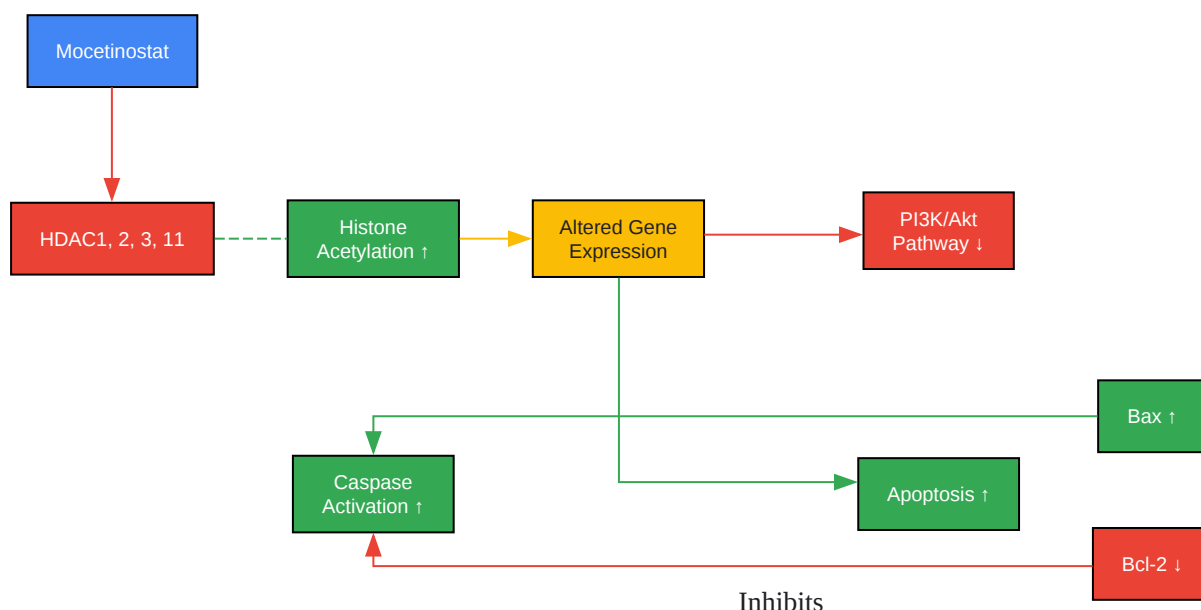 Mocetinostat
HDAC1, 2, 3, 11
Histone
Acetylation ↑
Altered Gene
Expression
PI3K/Akt
Pathway ↓
Bax ↑
Caspase
Activation ↑
Apoptosis ↑
Bcl-2 ↓
Inhibits